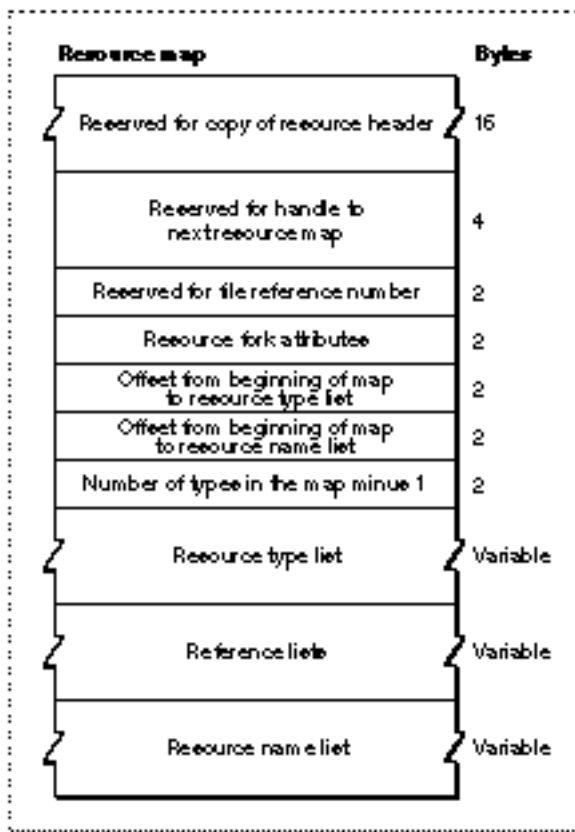 Resource map Bytes
Reserved for copy of resource header 16
Reserved for handle to
next resource map 4
Reserved for file reference number 2
Resource fork attributes 2
Offset from beginning of map
to resource type list 2
Offset from beginning of map
to resource name list 2
Number of types in the map minus 1 2
Resource type list Variable
Reference lists Variable
Resource name list Variable